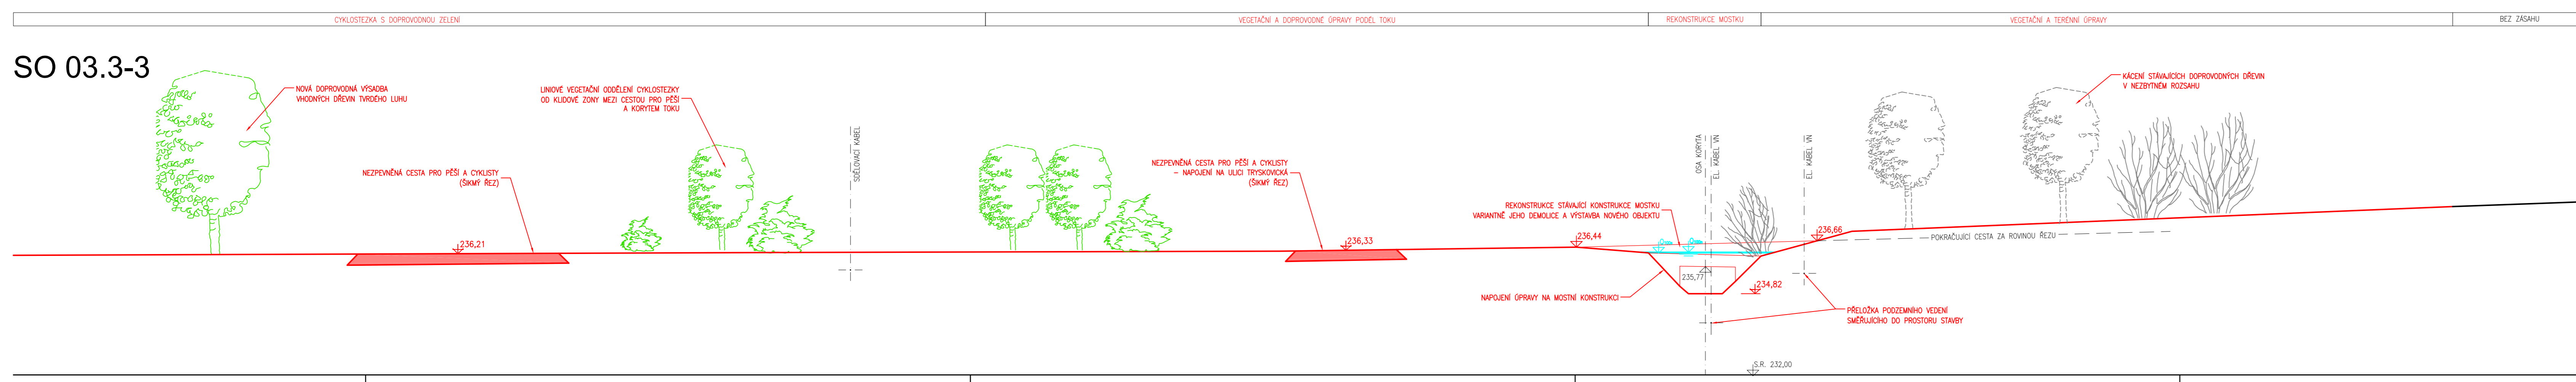 CYKLOSTEZKA S DOPROVODNOU ZELENÍ
VEGETAČNÍ A DOPROVODNÉ ÚPRAVY PODÉL TOKU
REKONSTRUKCE MOSTKU
VEGETAČNÍ A TERÉNNÍ ÚPRAVY
BEZ ZÁSAHU
SO 03.3-3
NOVÁ DOPROVODNÁ VÝSADBA
VHODNÝCH DŘEVIN TVRDÉHO LUHU
LINIOVÉ VEGETAČNÍ ODDĚLENÍ CYKLOSTEZKY
OD KLIDOVÉ ZONY MEZI CESTOU PRO PĚŠÍ
A KORYTEM TOKU
KÁCENÍ STÁVAJÍCÍCH DOPROVODNÝCH DŘEVIN
V NEZBYTNÉM ROZSAHU
SDĚLOVACÍ KABEL
OSA KORYTA
EL. KABEL VN
EL. KABEL VN
NEZPEVNĚNÁ CESTA PRO PĚŠÍ A CYKLISTY
(ŠIKMÝ ŘEZ)
NEZPEVNĚNÁ CESTA PRO PĚŠÍ A CYKLISTY
– NAPOJENÍ NA ULICI TRYSKOVICKÁ
(ŠIKMÝ ŘEZ)
REKONSTRUKCE STÁVAJÍCÍ KONSTRUKCE MOSTKU
VARIANTNĚ JEHO DEMOLICE A VÝSTAVBA NOVÉHO OBJEKTU
236,21
236,33
236,44
236,66
POKRAČUJÍCÍ CESTA ZA ROVINOU ŘEZU
235,77
234,82
NAPOJENÍ ÚPRAVY NA MOSTNÍ KONSTRUKCI
PŘELOŽKA PODZEMNÍHO VEDENÍ
SMĚŘUJÍCÍHO DO PROSTORU STAVBY
S.R. 232,00